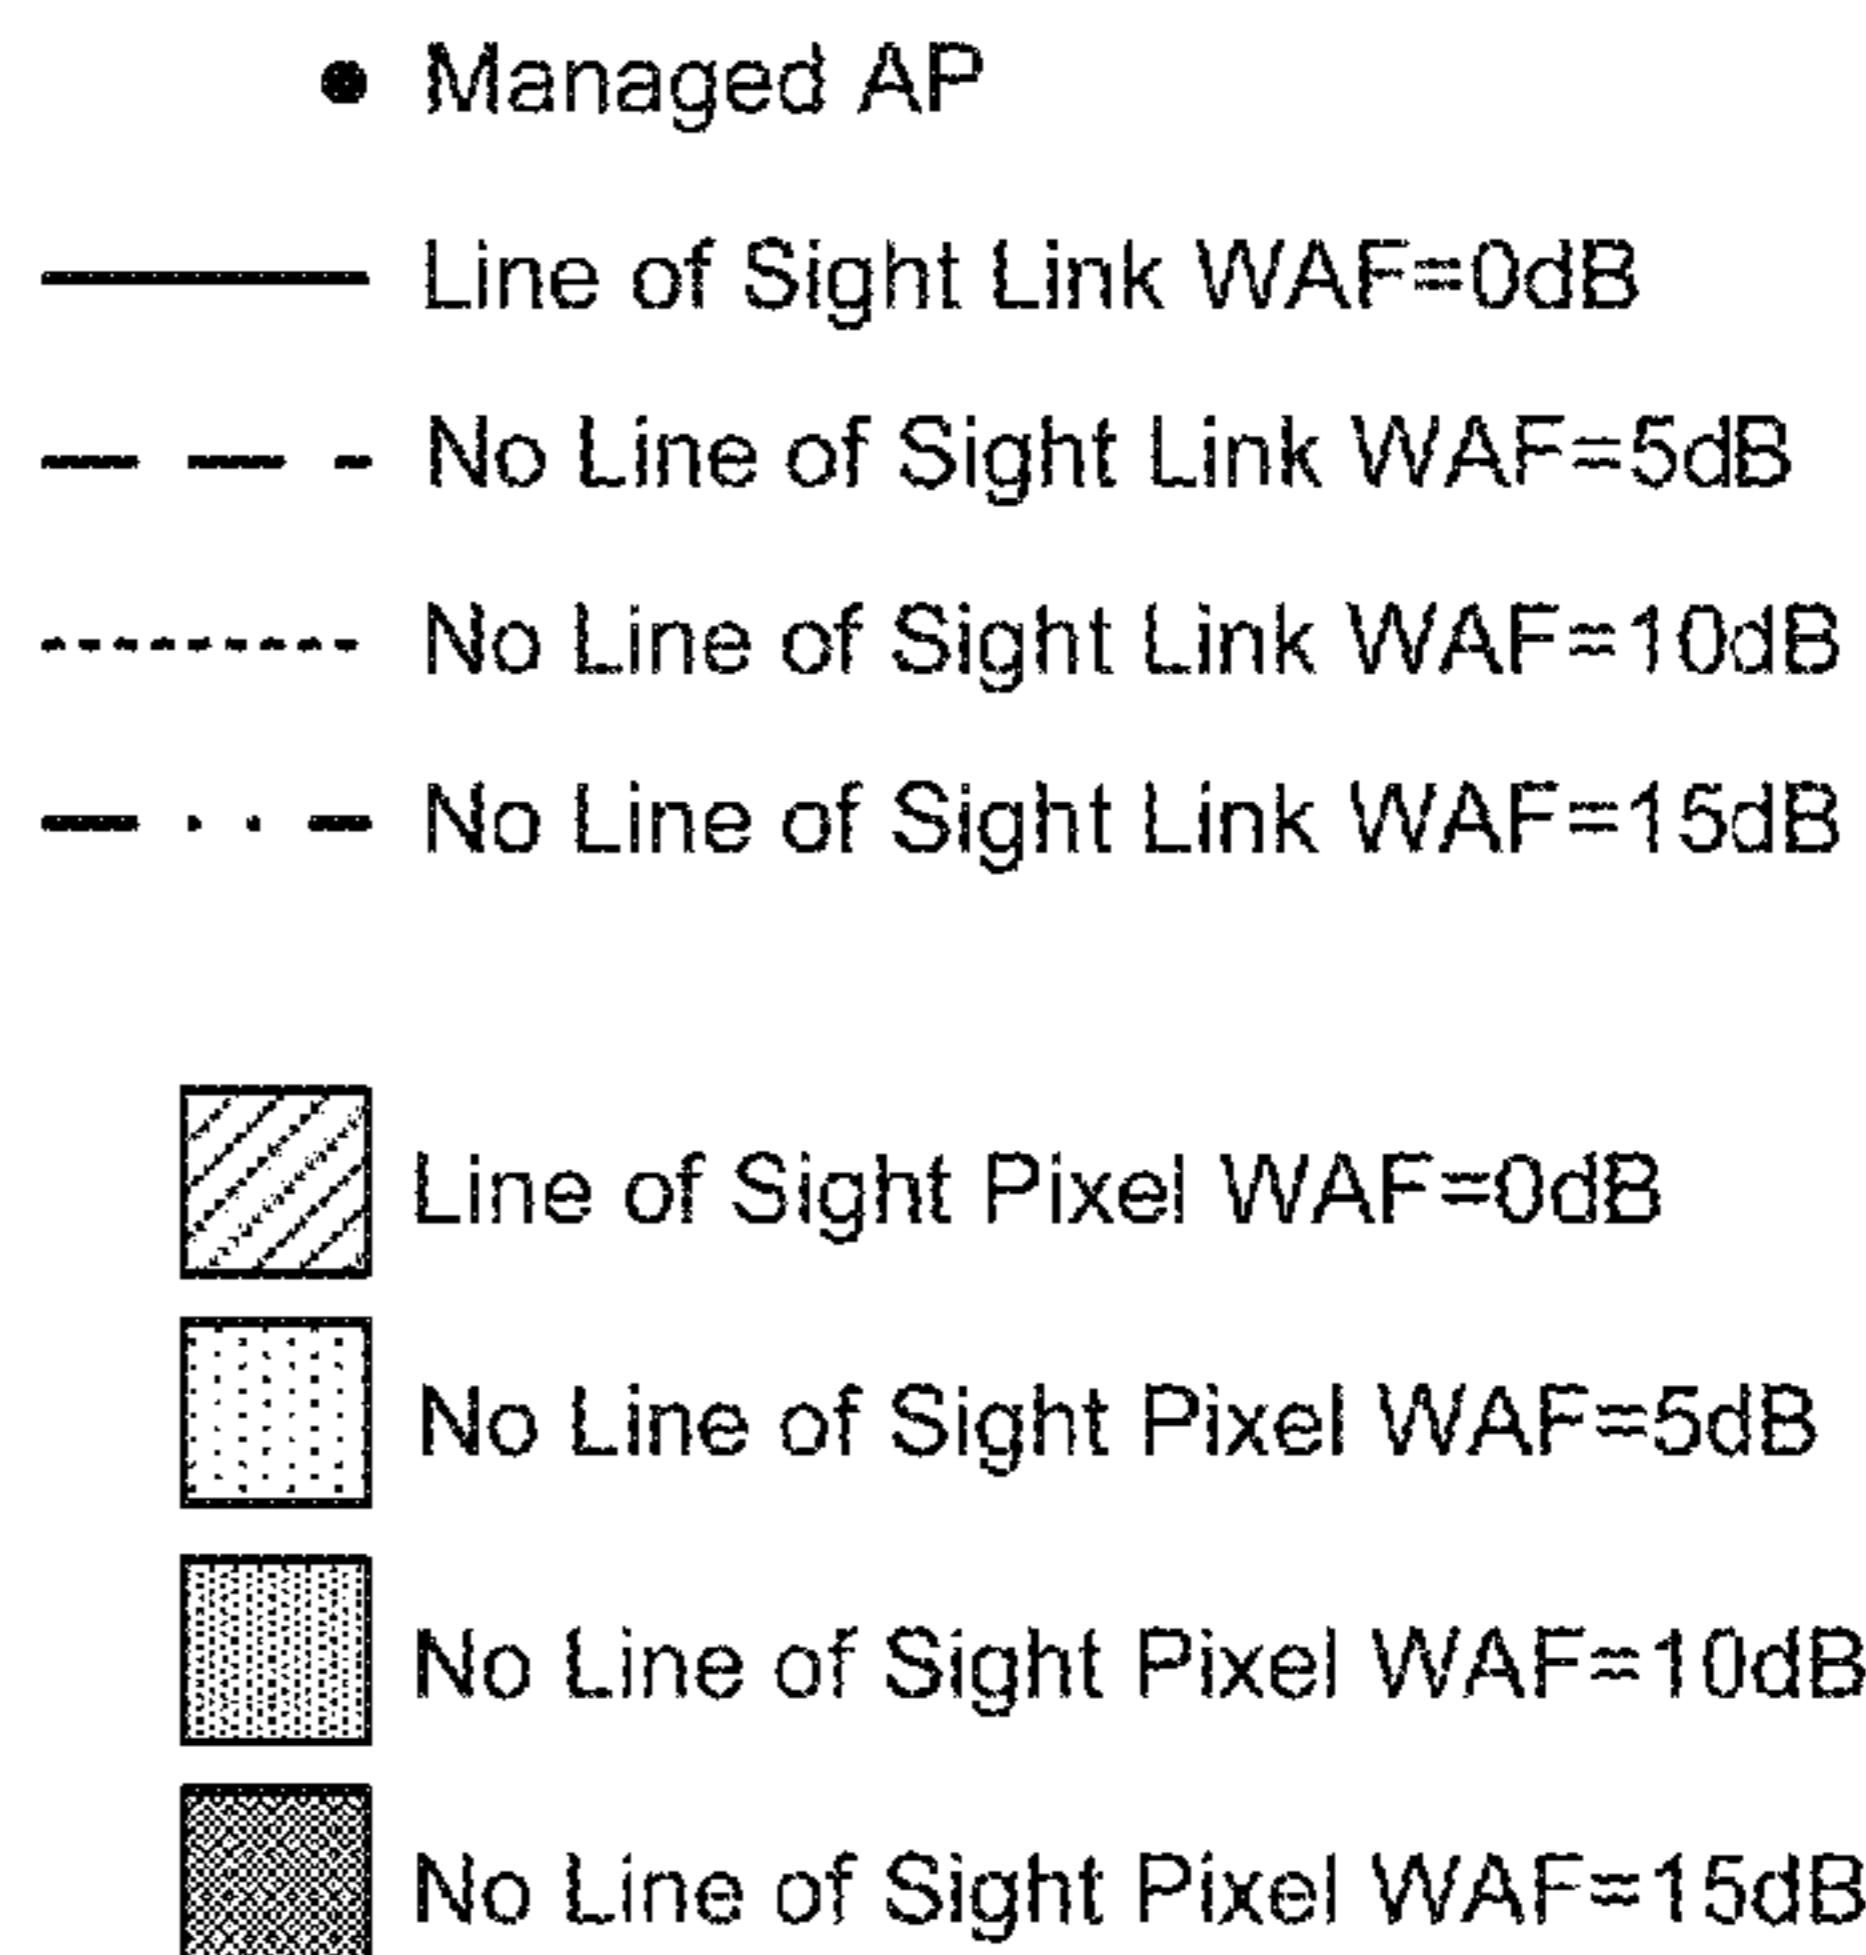 Managed AP
Line of Sight Link WAF=0dB
No Line of Sight Link WAF=5dB
No Line of Sight Link WAF=10dB
No Line of Sight Link WAF=15dB
Line of Sight Pixel WAF=0dB
No Line of Sight Pixel WAF=5dB
No Line of Sight Pixel WAF=10dB
No Line of Sight Pixel WAF=15dB